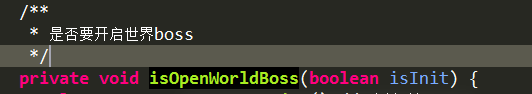 /**
* 是否要开启世界boss
*/
private void isOpenWorldBoss(boolean isInit) {